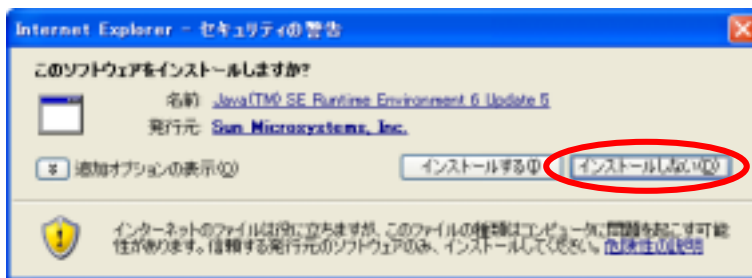 Internet Explorer - セキュリティの警告
このソフトウェアをインストールしますか?
名前: Java(TM) SE Runtime Environment 6 Update 5
発行元: Sun Microsystems, Inc.
追加オプションの表示(O)
インストールする(I)
インストールしない(D)
インターネットのファイルは役に立ちますが、このファイルの種類はコンピュータに問題を起こす可能
性があります。信頼する発行元のソフトウェアのみ、インストールしてください。危険性の説明